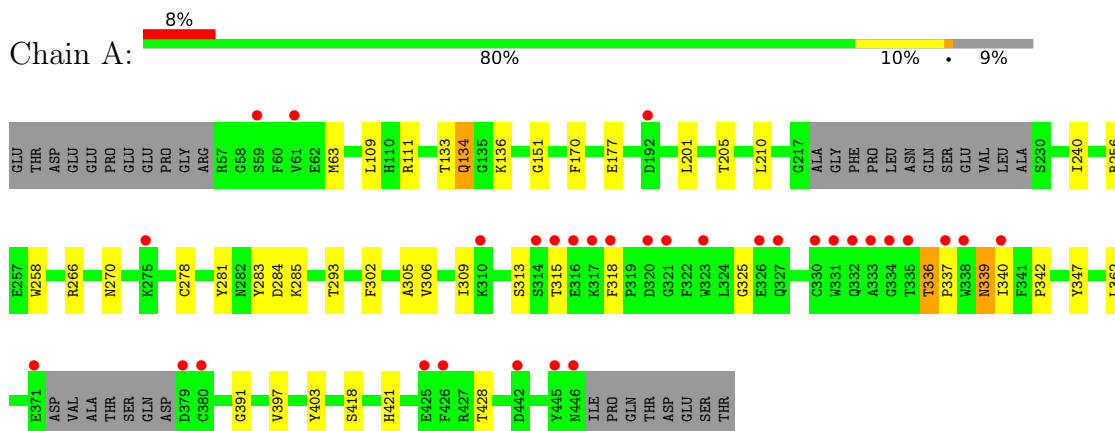 8%
Chain A:
80% 10% • 9%
GLU THR ASP GLU GLU PRO GLU GLU PRO GLY ARG R57 G58 S59 F60 V61 E62 M63 L109 H110 R111 T133 Q134 G135 K136 G151 F170 E177 D192 L201 T205 L210 G217 ALA GLY PHE PRO LEU ASN GLN SER GLU VAL LEU ALA S230 I240 R256
E257 W258 R266 N270 K275 C278 Y281 N282 Y283 D284 K285 T293 F302 A305 V306 I309 K310 S313 S314 T315 E316 K317 F318 P319 D320 G321 F322 W323 L324 G325 E326 Q327 C330 W331 Q332 A333 G334 T335 T336 P337 W338 N339 I340 F341 P342 Y347 L362
E371 ASP VAL ALA THR SER GLN ASP D379 C380 G391 V397 Y403 S418 H421 E425 F426 R427 T428 D442 Y445 N446 ILE PRO GLN THR ASP GLU SER THR